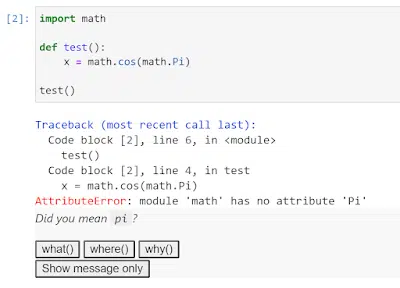 [2]: import math
def test():
    x = math.cos(math.Pi)
test()
Traceback (most recent call last):
  Code block [2], line 6, in <module>
    test()
  Code block [2], line 4, in test
    x = math.cos(math.Pi)
AttributeError: module 'math' has no attribute 'Pi'
Did you mean pi ?
what() where() why()
Show message only